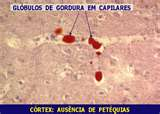 GLÓBULOS DE GORDURA EM CAPILARES
CÓRTEX: AUSÊNCIA DE PETÉQUIAS